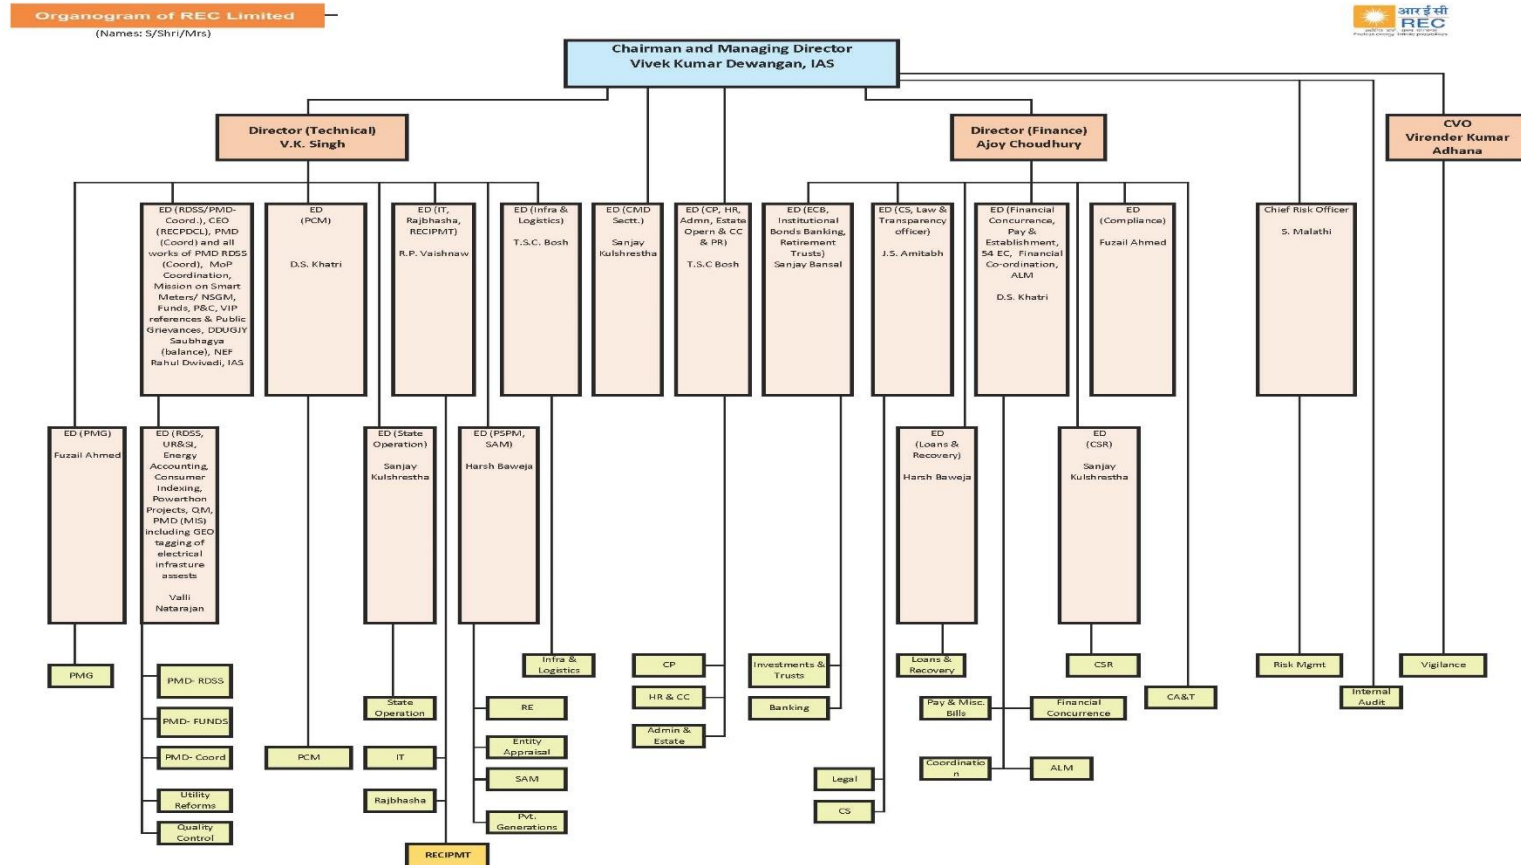 Organogram of REC Limited
(Names: S/Shri/Mrs)
आर ई सी
REC
Chairman and Managing Director
Vivek Kumar Dewangan, IAS
Director (Technical)
V.K. Singh
Director (Finance)
Ajoy Choudhury
CVO
Virender Kumar
Adhana
ED (RDSS/PMD-
Coord.), CEO
(RECPDCL), PMD
(Coord) and all
works of PMD RDSS
(Coord), MoP
Coordination,
Mission on Smart
Meters/ NSGM,
Funds, P&C, VIP
references & Public
Grievances, DDUGJY
Saubhagya
(balance), NEF
Rahul Dwivedi, IAS
ED
(PCM)
D.S. Khatri
ED (IT,
Rajbhasha,
RECIPMT)
R.P. Vaishnaw
ED (Infra &
Logistics)
T.S.C. Bosh
ED (CMD
Sectt.)
Sanjay
Kulshrestha
ED (CP, HR,
Admn, Estate
Opern & CC
& PR)
T.S.C Bosh
ED (ECB,
Institutional
Bonds Banking,
Retirement
Trusts)
Sanjay Bansal
ED (CS, Law &
Transparency
officer)
J.S. Amitabh
ED (Financial
Concurrence,
Pay &
Establishment,
54 EC, Financial
Co-ordination,
ALM
D.S. Khatri
ED
(Compliance)
Fuzail Ahmed
Chief Risk Officer
S. Malathi
ED (PMG)
Fuzail Ahmed
ED (RDSS,
UR&SI,
Energy
Accounting,
Consumer
Indexing,
Powerthon
Projects, QM,
PMD (MIS)
including GEO
tagging of
electrical
infrasture
assests
Valli
Natarajan
ED (State
Operation)
Sanjay
Kulshrestha
ED (PSPM,
SAM)
Harsh Baweja
ED
(Loans &
Recovery)
Harsh Baweja
ED
(CSR)
Sanjay
Kulshrestha
PMG
PMD- RDSS
PMD- FUNDS
PMD- Coord
Utility
Reforms
Quality
Control
PCM
State
Operation
IT
Rajbhasha
RECIPMT
RE
Entity
Appraisal
SAM
Pvt.
Generations
Infra &
Logistics
CP
HR & CC
Admin &
Estate
Investments &
Trusts
Banking
Legal
CS
Loans &
Recovery
Pay & Misc.
Bills
Financial
Concurrence
Coordinatio
n
ALM
CSR
CA&T
Risk Mgmt
Internal
Audit
Vigilance